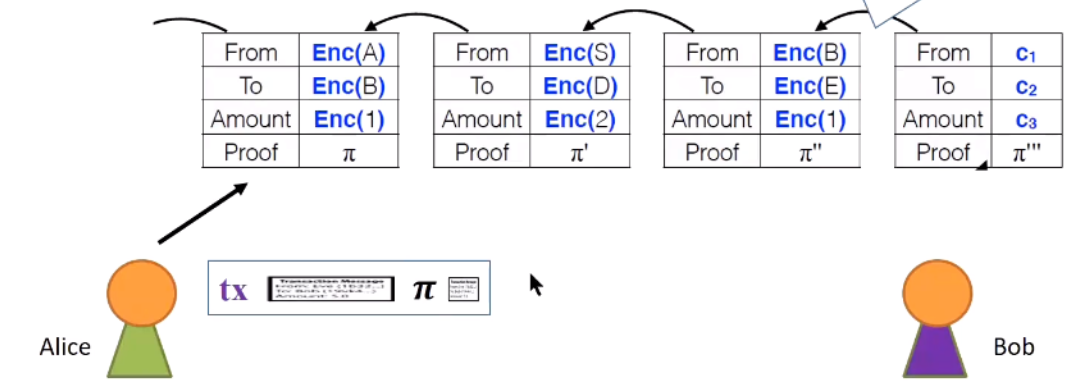 From Enc(A) From Enc(S) From Enc(B) From c₁
To Enc(B) To Enc(D) To Enc(E) To c₂
Amount Enc(1) Amount Enc(2) Amount Enc(1) Amount c₃
Proof π Proof π' Proof π" Proof π'''
tx Transaction Message π
Alice Bob